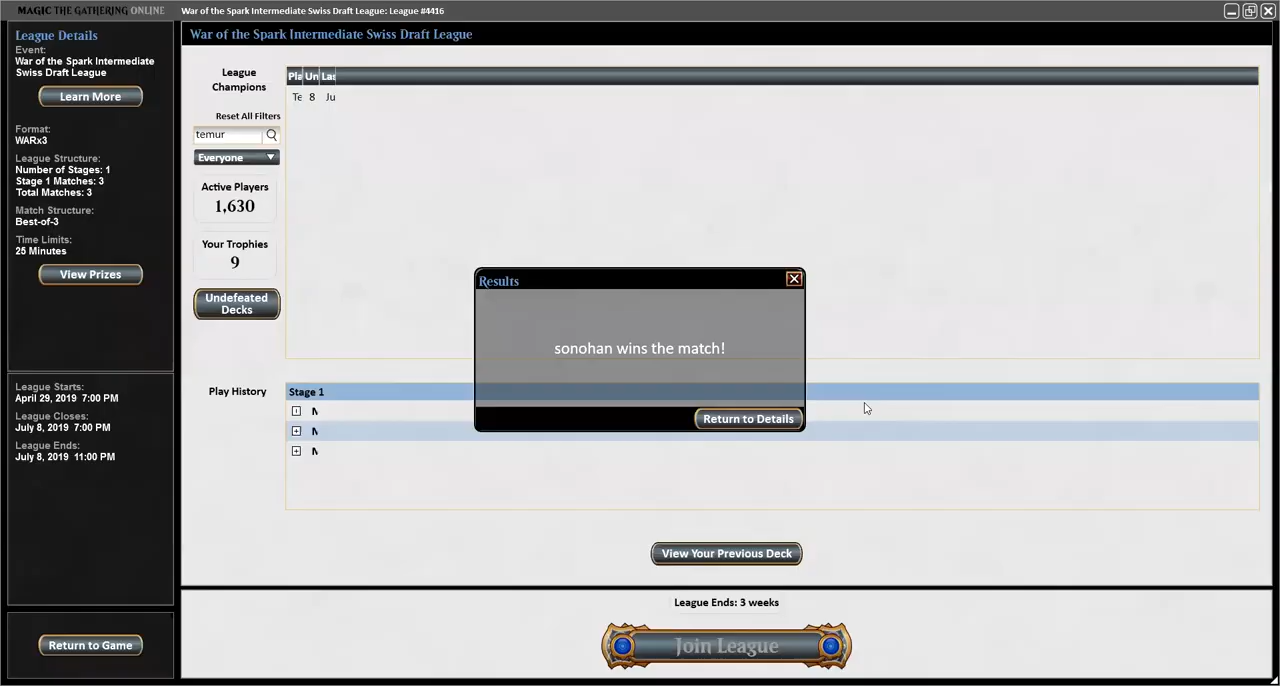 MAGIC THE GATHERING ONLINE
War of the Spark Intermediate Swiss Draft League: League #4416
League Details
Event:
War of the Spark Intermediate
Swiss Draft League
Learn More
Format:
WARx3
League Structure:
Number of Stages: 1
Stage 1 Matches: 3
Total Matches: 3
Match Structure:
Best-of-3
Time Limits:
25 Minutes
View Prizes
League Starts:
April 29, 2019 7:00 PM
League Closes:
July 8, 2019 7:00 PM
League Ends:
July 8, 2019 11:00 PM
Return to Game
War of the Spark Intermediate Swiss Draft League
League
Champions
Reset All Filters
temur
Everyone
Active Players
1,630
Your Trophies
9
Undefeated
Decks
Pla Un Las
Te 8 Ju
Results
sonohan wins the match!
Return to Details
Play History
Stage 1
M
M
M
View Your Previous Deck
League Ends: 3 weeks
Join League